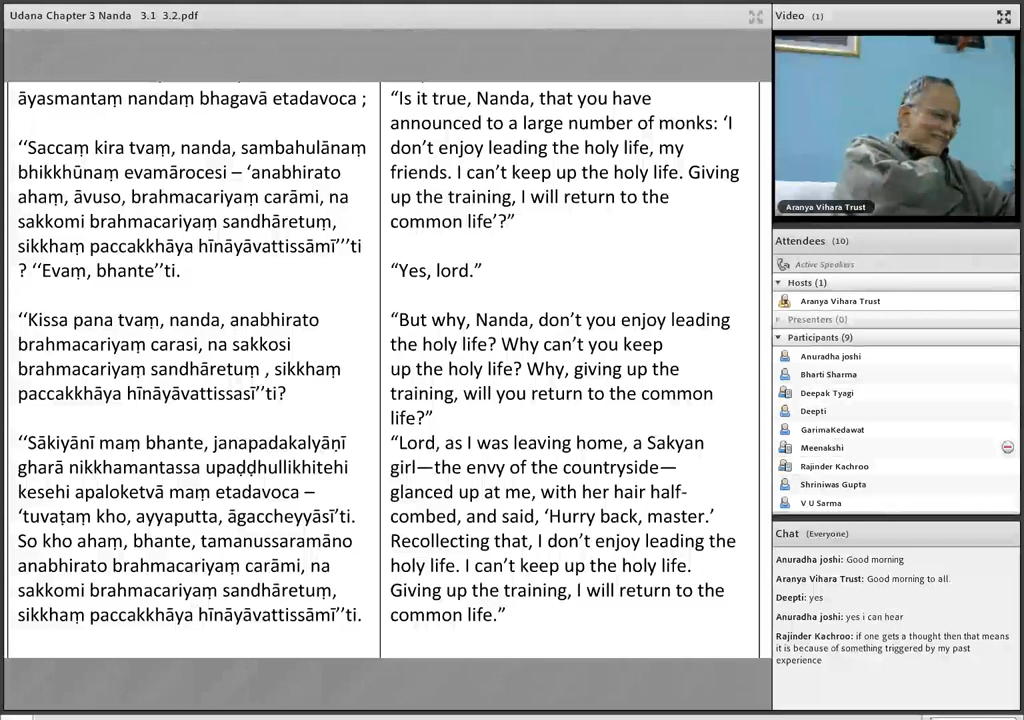 Udana Chapter 3 Nanda 3.1 3.2.pdf
āyasmantaṃ nandaṃ bhagavā etadavoca ;
‘‘Saccaṃ kira tvaṃ, nanda, sambahulānaṃ
bhikkhūnaṃ evamārocesi – ‘anabhirato
ahaṃ, āvuso, brahmacariyaṃ carāmi, na
sakkomi brahmacariyaṃ sandhāretuṃ,
sikkhaṃ paccakkhāya hīnāyāvattissāmī’’’ti
? ‘‘Evaṃ, bhante’’ti.
‘‘Kissa pana tvaṃ, nanda, anabhirato
brahmacariyaṃ carasi, na sakkosi
brahmacariyaṃ sandhāretuṃ , sikkhaṃ
paccakkhāya hīnāyāvattissasī’’ti?
‘‘Sākiyānī maṃ bhante, janapadakalyāṇī
gharā nikkhamantassa upaḍḍhullikhitehi
kesehi apaloketvā maṃ etadavoca –
‘tuvaṭaṃ kho, ayyaputta, āgaccheyyāsī’ti.
So kho ahaṃ, bhante, tamanussaramāno
anabhirato brahmacariyaṃ carāmi, na
sakkomi brahmacariyaṃ sandhāretuṃ,
sikkhaṃ paccakkhāya hīnāyāvattissāmī’’ti.
“Is it true, Nanda, that you have
announced to a large number of monks: ‘I
don’t enjoy leading the holy life, my
friends. I can’t keep up the holy life. Giving
up the training, I will return to the
common life’?”
“Yes, lord.”
“But why, Nanda, don’t you enjoy leading
the holy life? Why can’t you keep
up the holy life? Why, giving up the
training, will you return to the common
life?”
“Lord, as I was leaving home, a Sakyan
girl—the envy of the countryside—
glanced up at me, with her hair half-
combed, and said, ‘Hurry back, master.’
Recollecting that, I don’t enjoy leading the
holy life. I can’t keep up the holy life.
Giving up the training, I will return to the
common life.”
Video (1)
Aranya Vihara Trust
Attendees (10)
Active Speakers
Hosts (1)
Aranya Vihara Trust
Presenters (0)
Participants (9)
Anuradha joshi
Bharti Sharma
Deepak Tyagi
Deepti
GarimaKedawat
Meenakshi
Rajinder Kachroo
Shriniwas Gupta
V U Sarma
Chat (Everyone)
Anuradha joshi: Good morning
Aranya Vihara Trust: Good morning to all.
Deepti: yes
Anuradha joshi: yes i can hear
Rajinder Kachroo: if one gets a thought then that means
it is because of something triggered by my past
experience